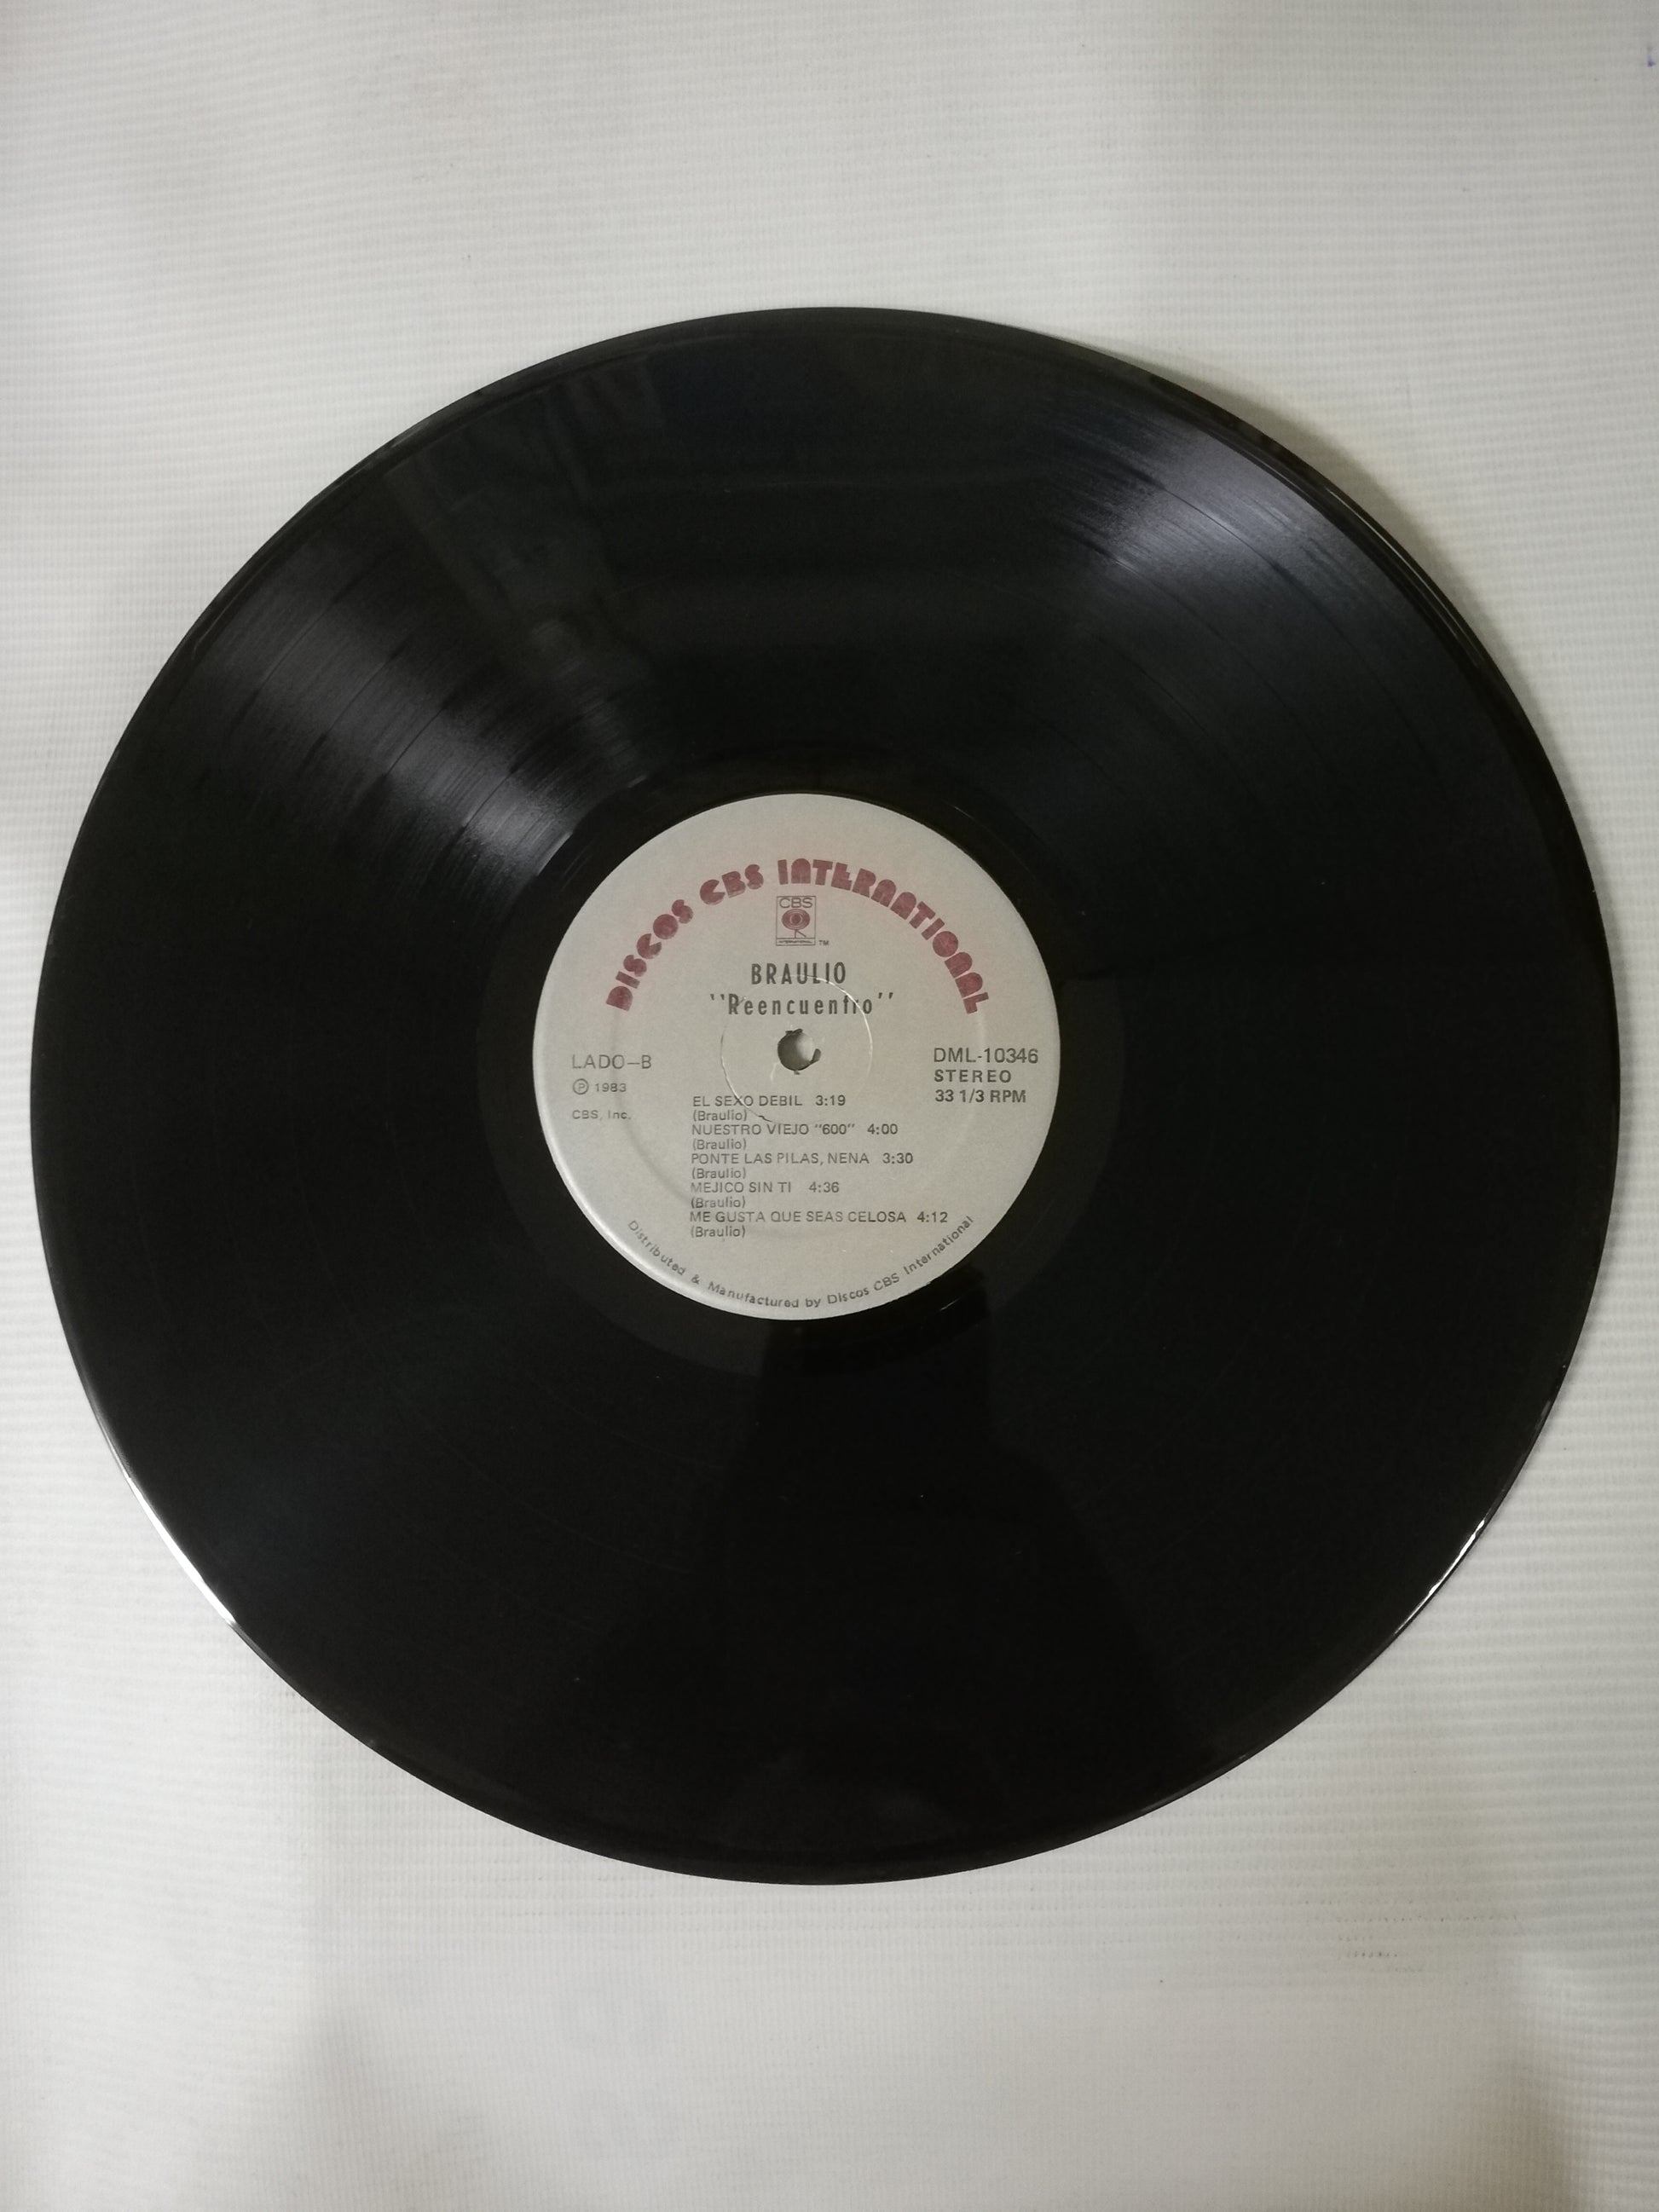 DISCOS CBS INTERNATIONAL
CBS
INTERNATIONAL
TM
BRAULIO
''Reencuentro''
LADO-B
Ⓟ 1983
CBS, Inc.
DML-10346
STEREO
33 1/3 RPM
EL SEXO DEBIL 3:19
(Braulio)
NUESTRO VIEJO "600" 4:00
(Braulio)
PONTE LAS PILAS, NENA 3:30
(Braulio)
MEJICO SIN TI 4:36
(Braulio)
ME GUSTA QUE SEAS CELOSA 4:12
(Braulio)
Distributed & Manufactured by Discos CBS International